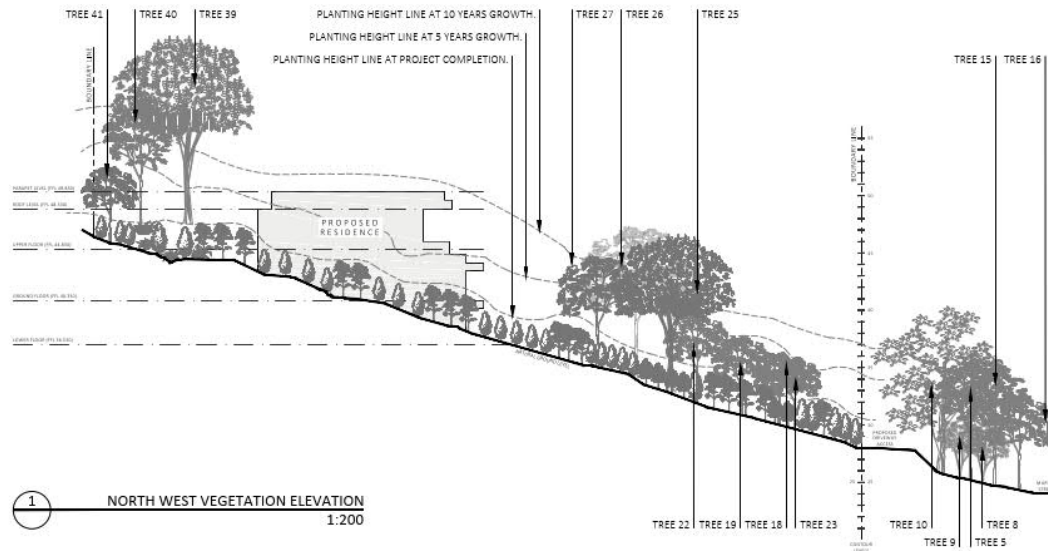 TREE 41
TREE 40
TREE 39
PLANTING HEIGHT LINE AT 10 YEARS GROWTH.
TREE 27
TREE 26
TREE 25
PLANTING HEIGHT LINE AT 5 YEARS GROWTH.
PLANTING HEIGHT LINE AT PROJECT COMPLETION.
TREE 15
TREE 16
BOUNDARY LINE
BOUNDARY LINE
PROPOSED
RESIDENCE
1
NORTH WEST VEGETATION ELEVATION
1:200
TREE 22
TREE 19
TREE 18
TREE 23
TREE 10
TREE 8
TREE 9
TREE 5